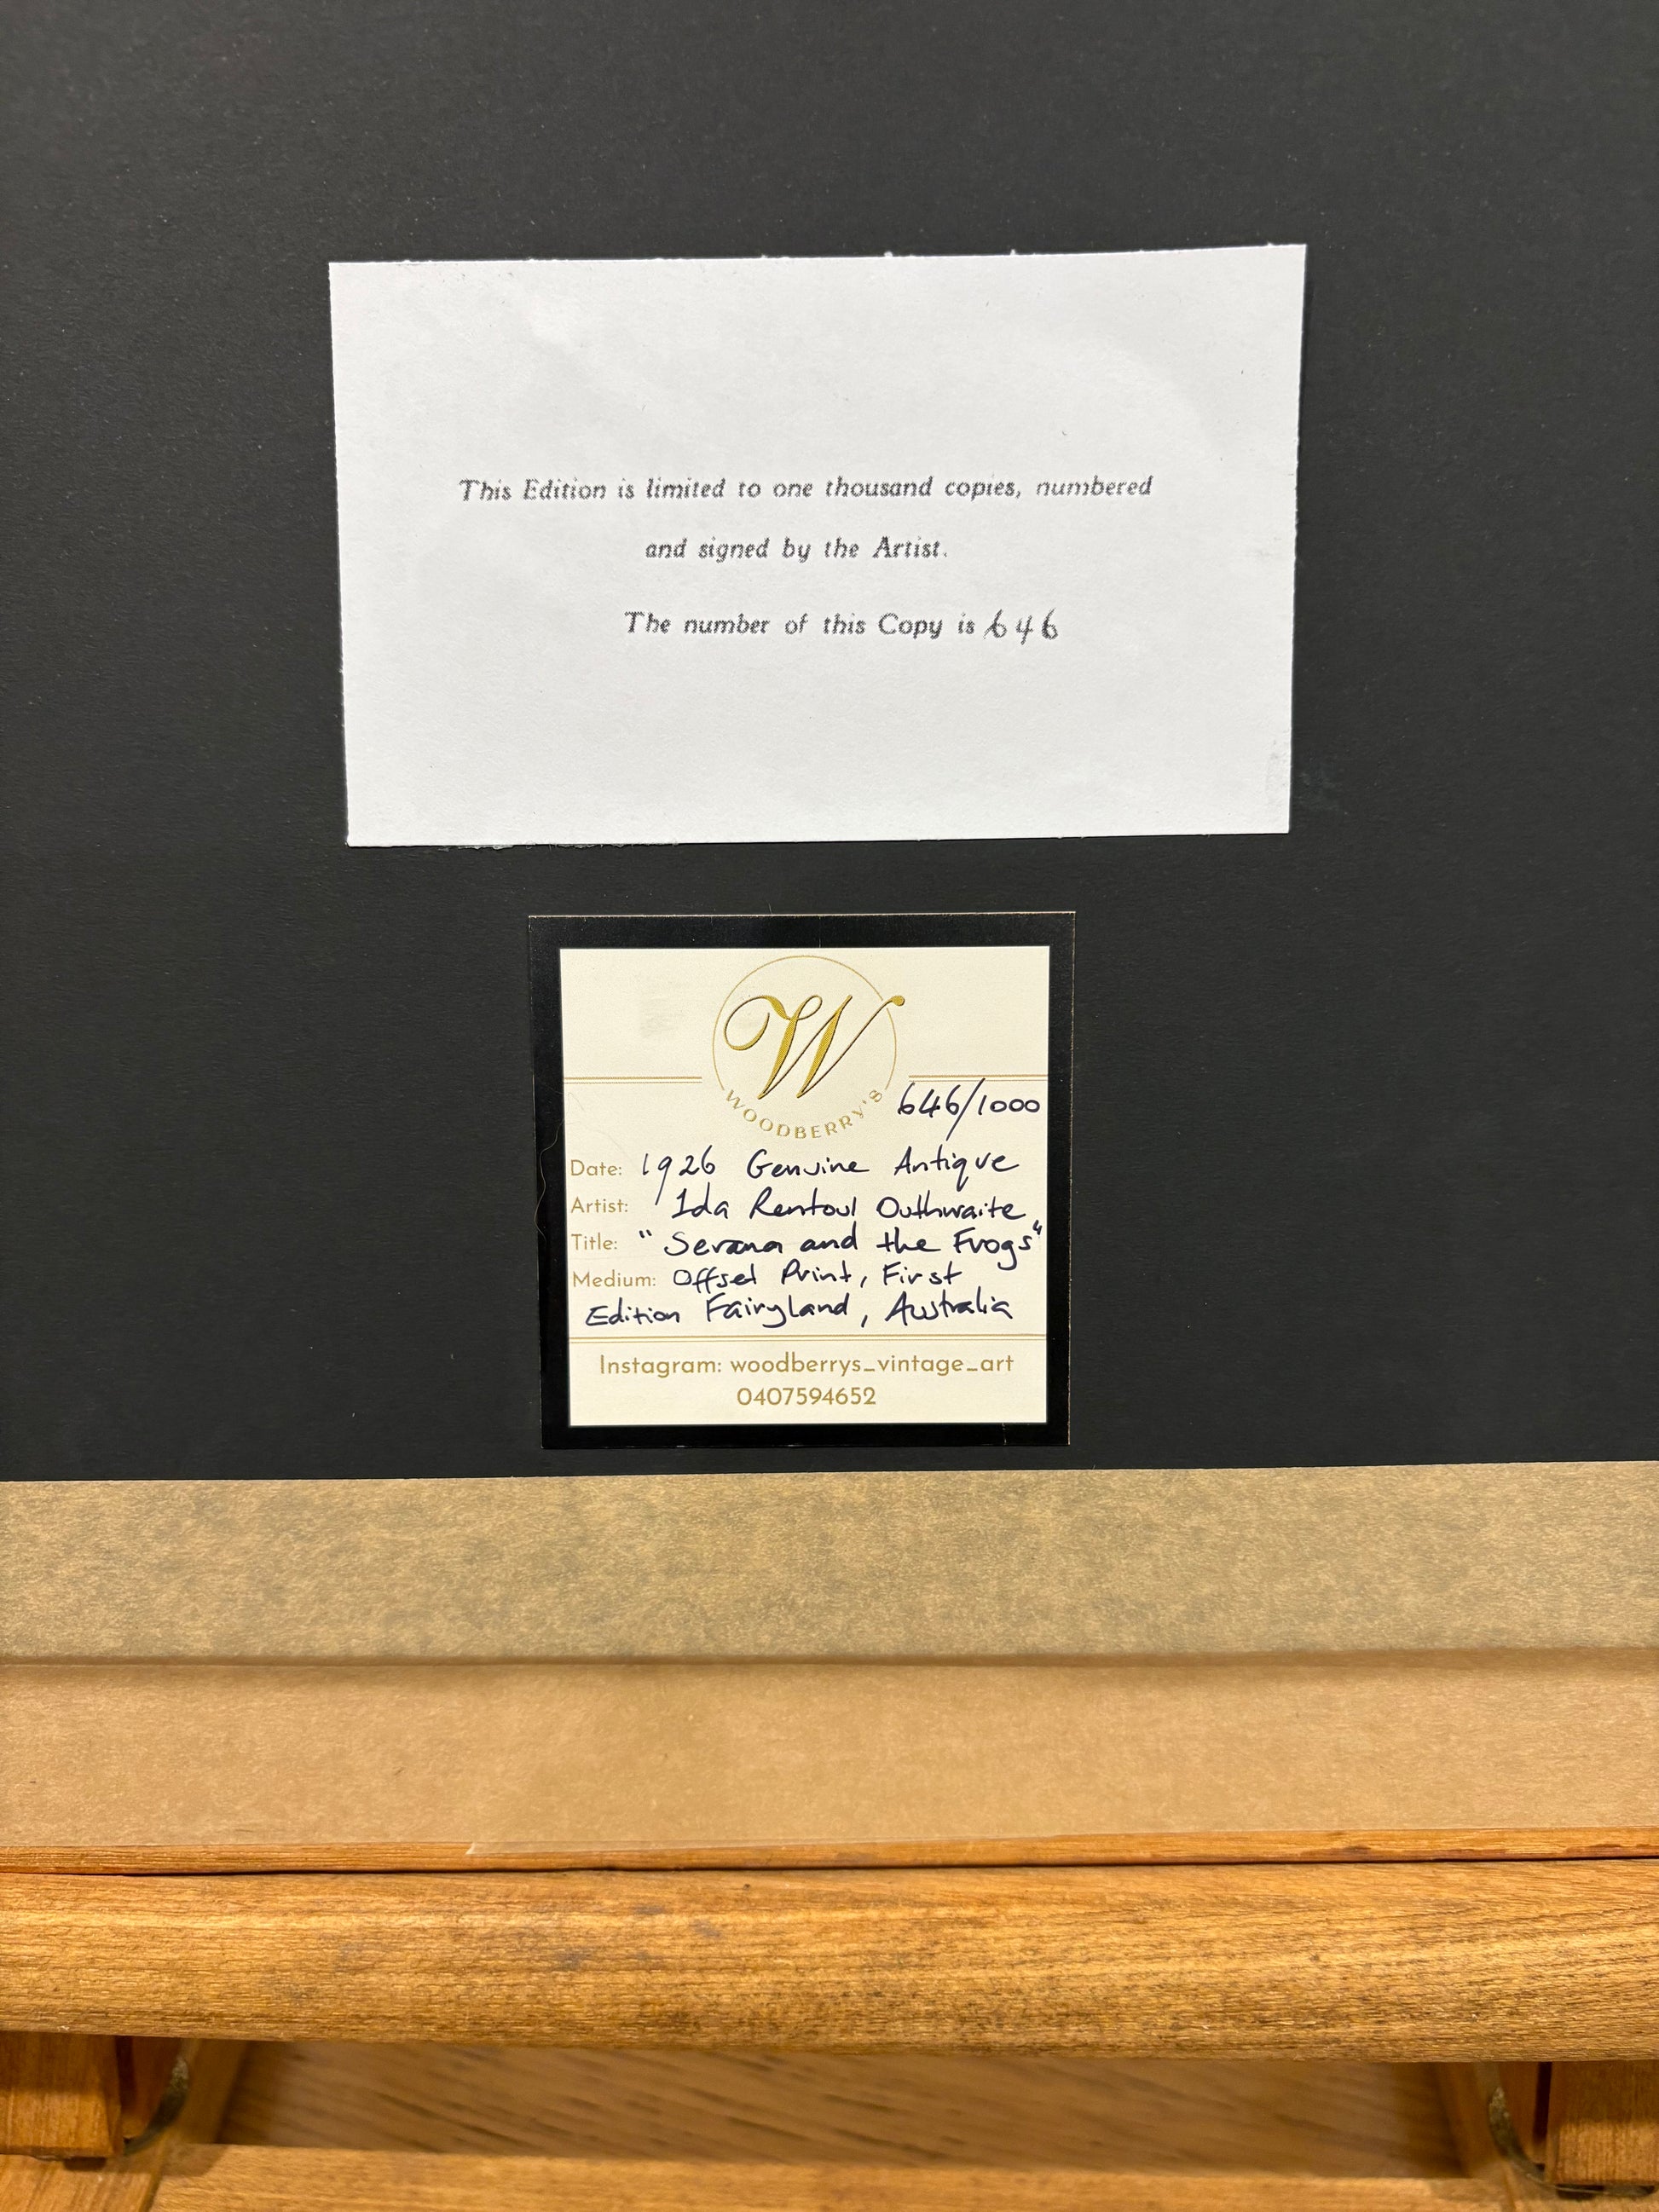 This Edition is limited to one thousand copies, numbered
and signed by the Artist.
The number of this Copy is 646
W
WOODBERRY'S
646/1000
Date: 1926 Genuine Antique
Artist: Ida Rentoul Outhwaite
Title: "Serana and the Frogs"
Medium: Offset Print, First
Edition Fairyland, Australia
Instagram: woodberrys_vintage_art
0407594652